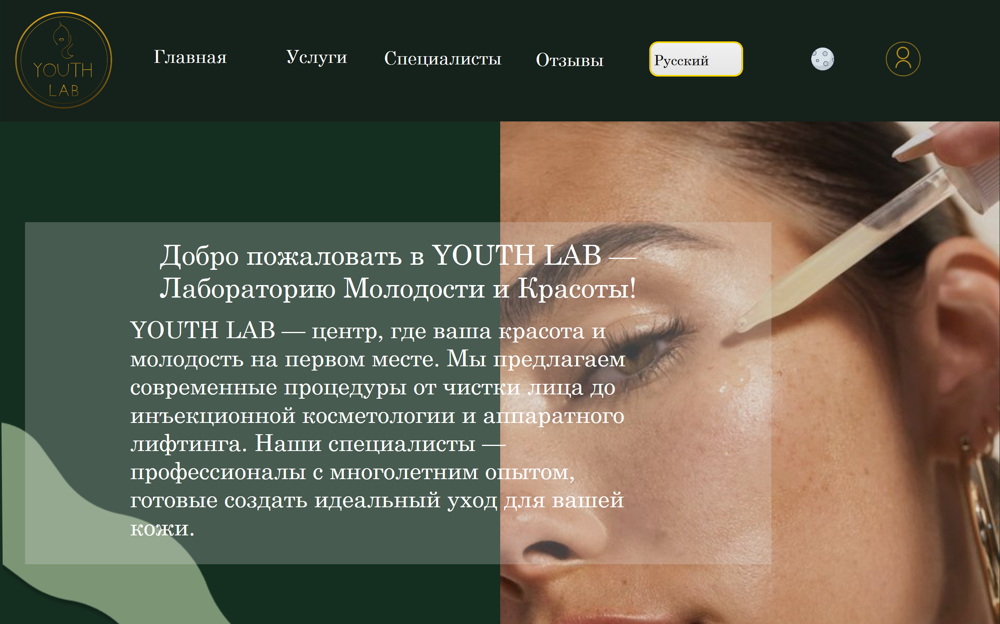 YOUTH
LAB
Главная
Услуги
Специалисты
Отзывы
Русский
Добро пожаловать в YOUTH LAB —
Лабораторию Молодости и Красоты!
YOUTH LAB — центр, где ваша красота и
молодость на первом месте. Мы предлагаем
современные процедуры от чистки лица до
инъекционной косметологии и аппаратного
лифтинга. Наши специалисты —
профессионалы с многолетним опытом,
готовые создать идеальный уход для вашей
кожи.